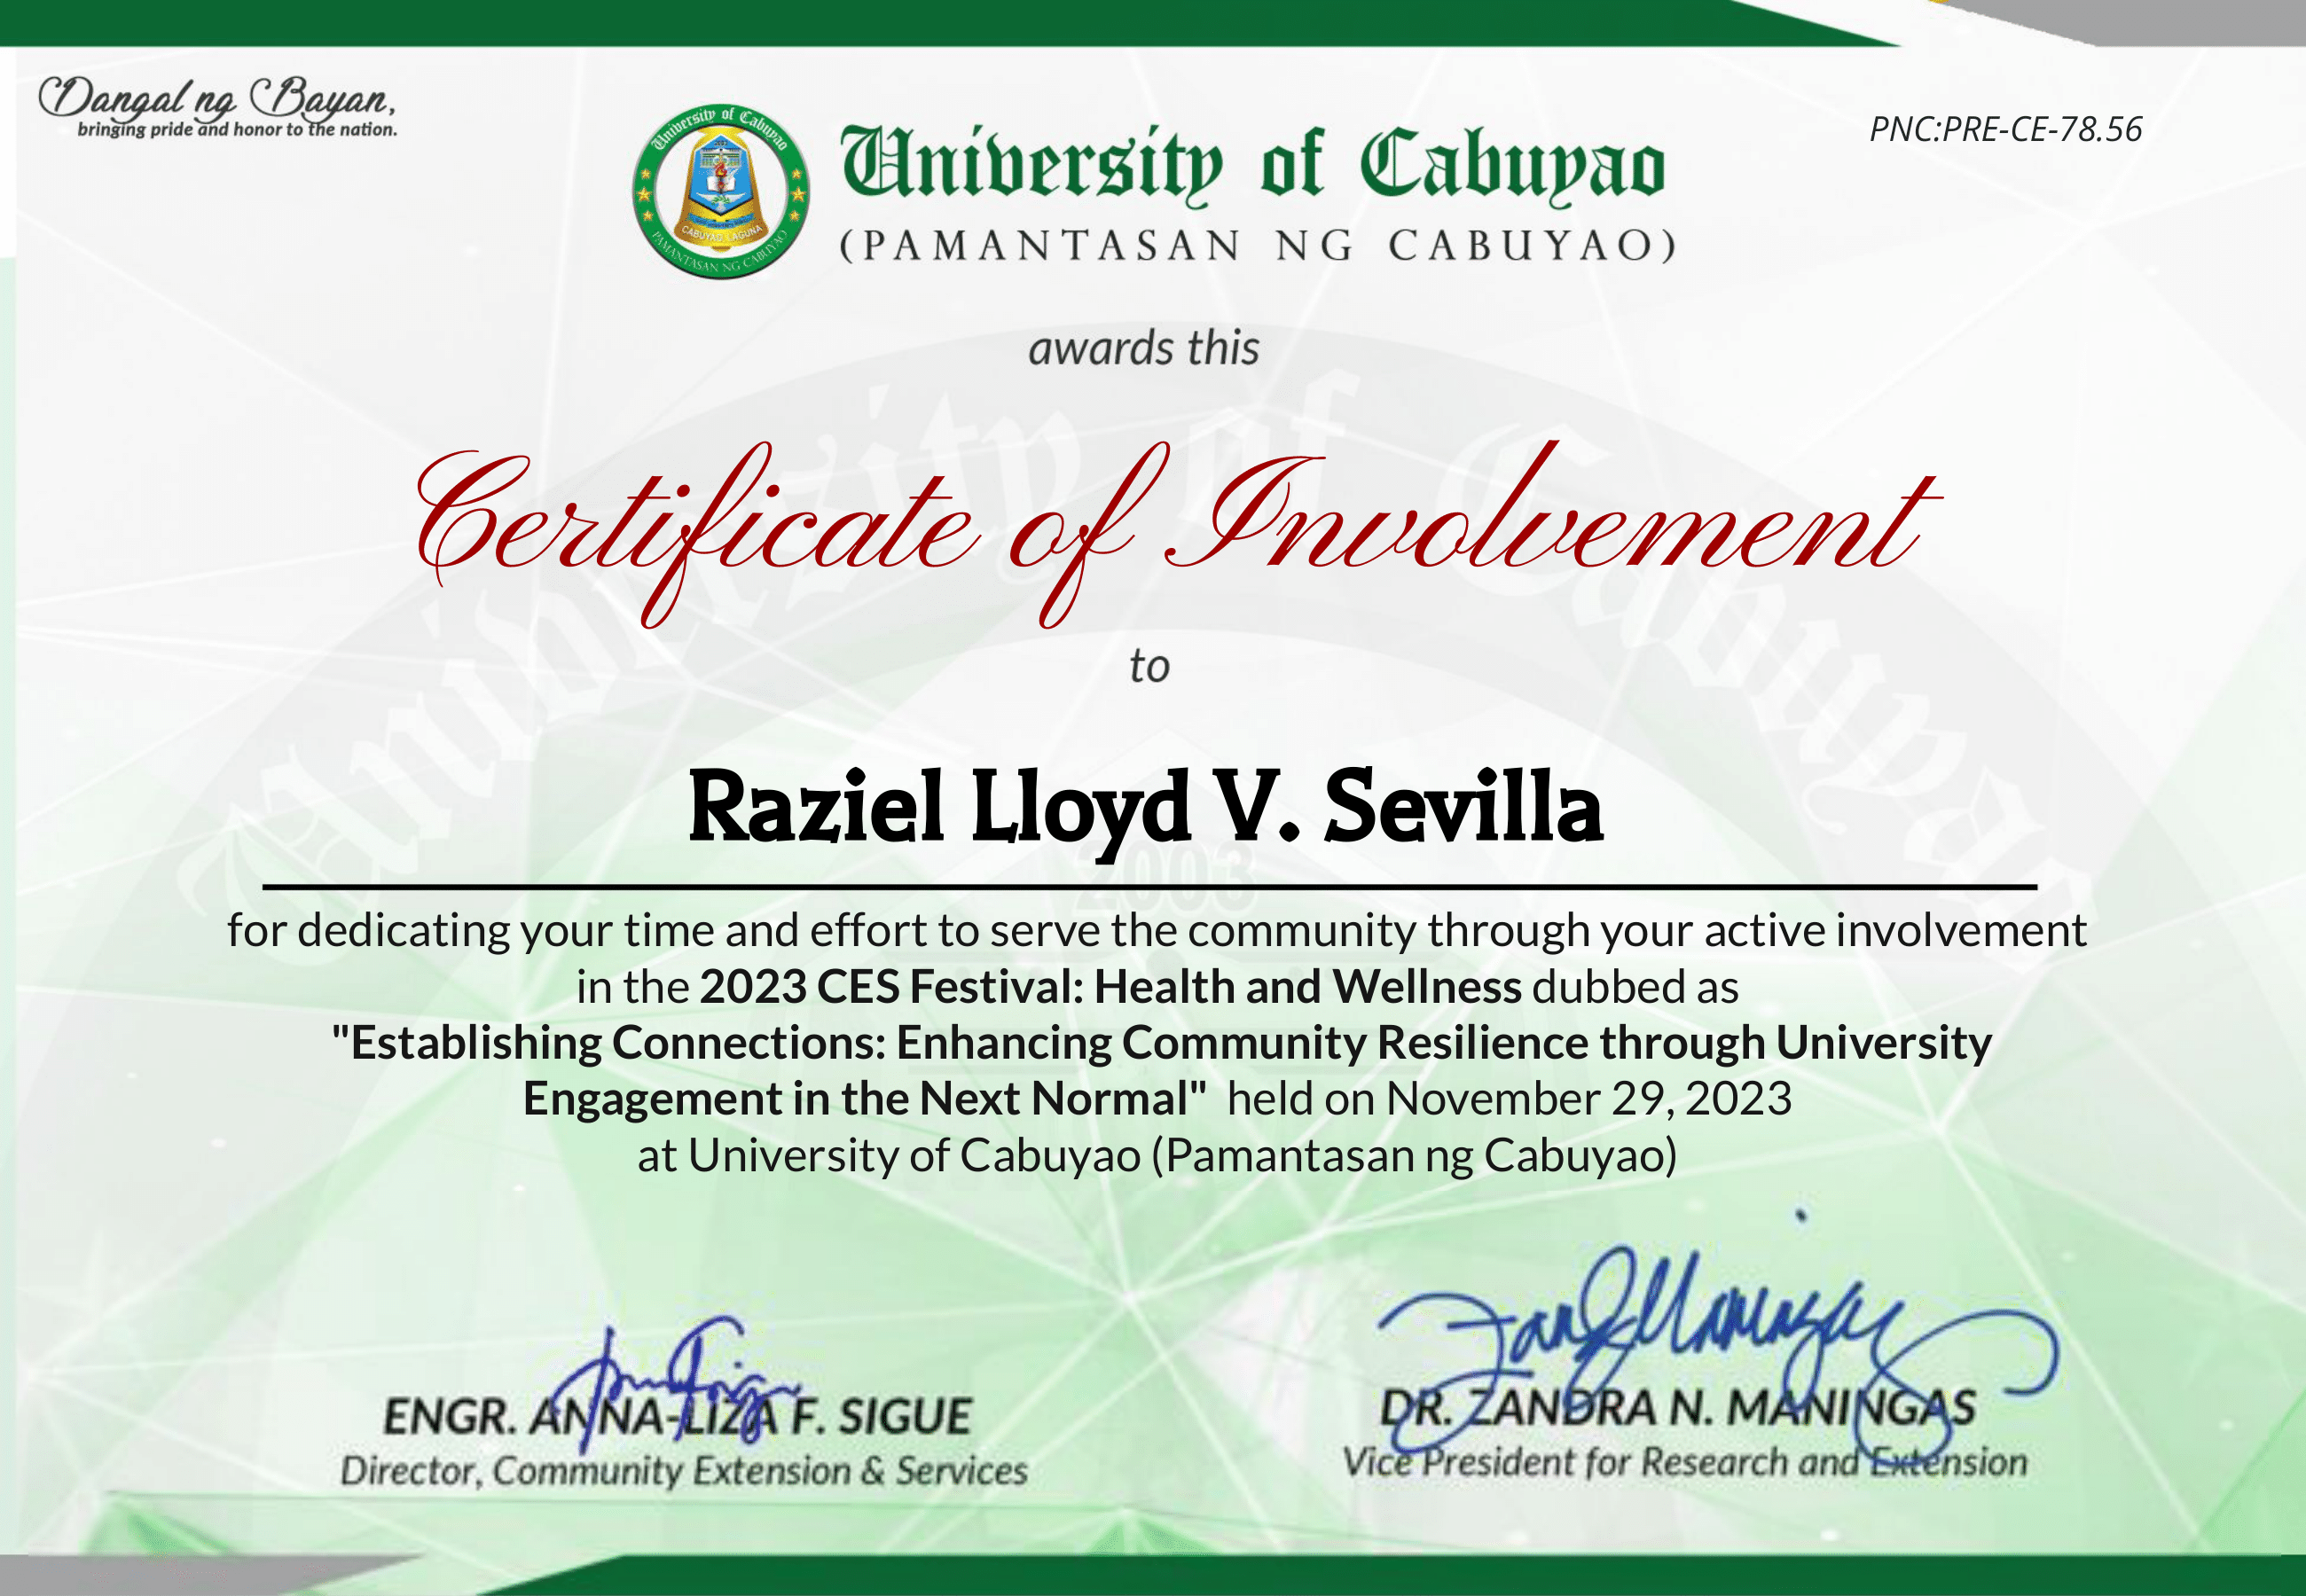 Dangal ng Bayan,
bringing pride and honor to the nation.
PNC:PRE-CE-78.56
University of Cabuyao
PAMANTASAN NG CABUYAO
CABUYAO, LAGUNA
University of Cabuyao
(PAMANTASAN NG CABUYAO)
awards this
Certificate of Involvement
to
Raziel Lloyd V. Sevilla
University of Cabuyao
2003
for dedicating your time and effort to serve the community through your active involvement
in the 2023 CES Festival: Health and Wellness dubbed as
"Establishing Connections: Enhancing Community Resilience through University
Engagement in the Next Normal" held on November 29, 2023
at University of Cabuyao (Pamantasan ng Cabuyao)
ENGR. ANNA-LIZA F. SIGUE
Director, Community Extension & Services
DR. ZANDRA N. MANINGAS
Vice President for Research and Extension